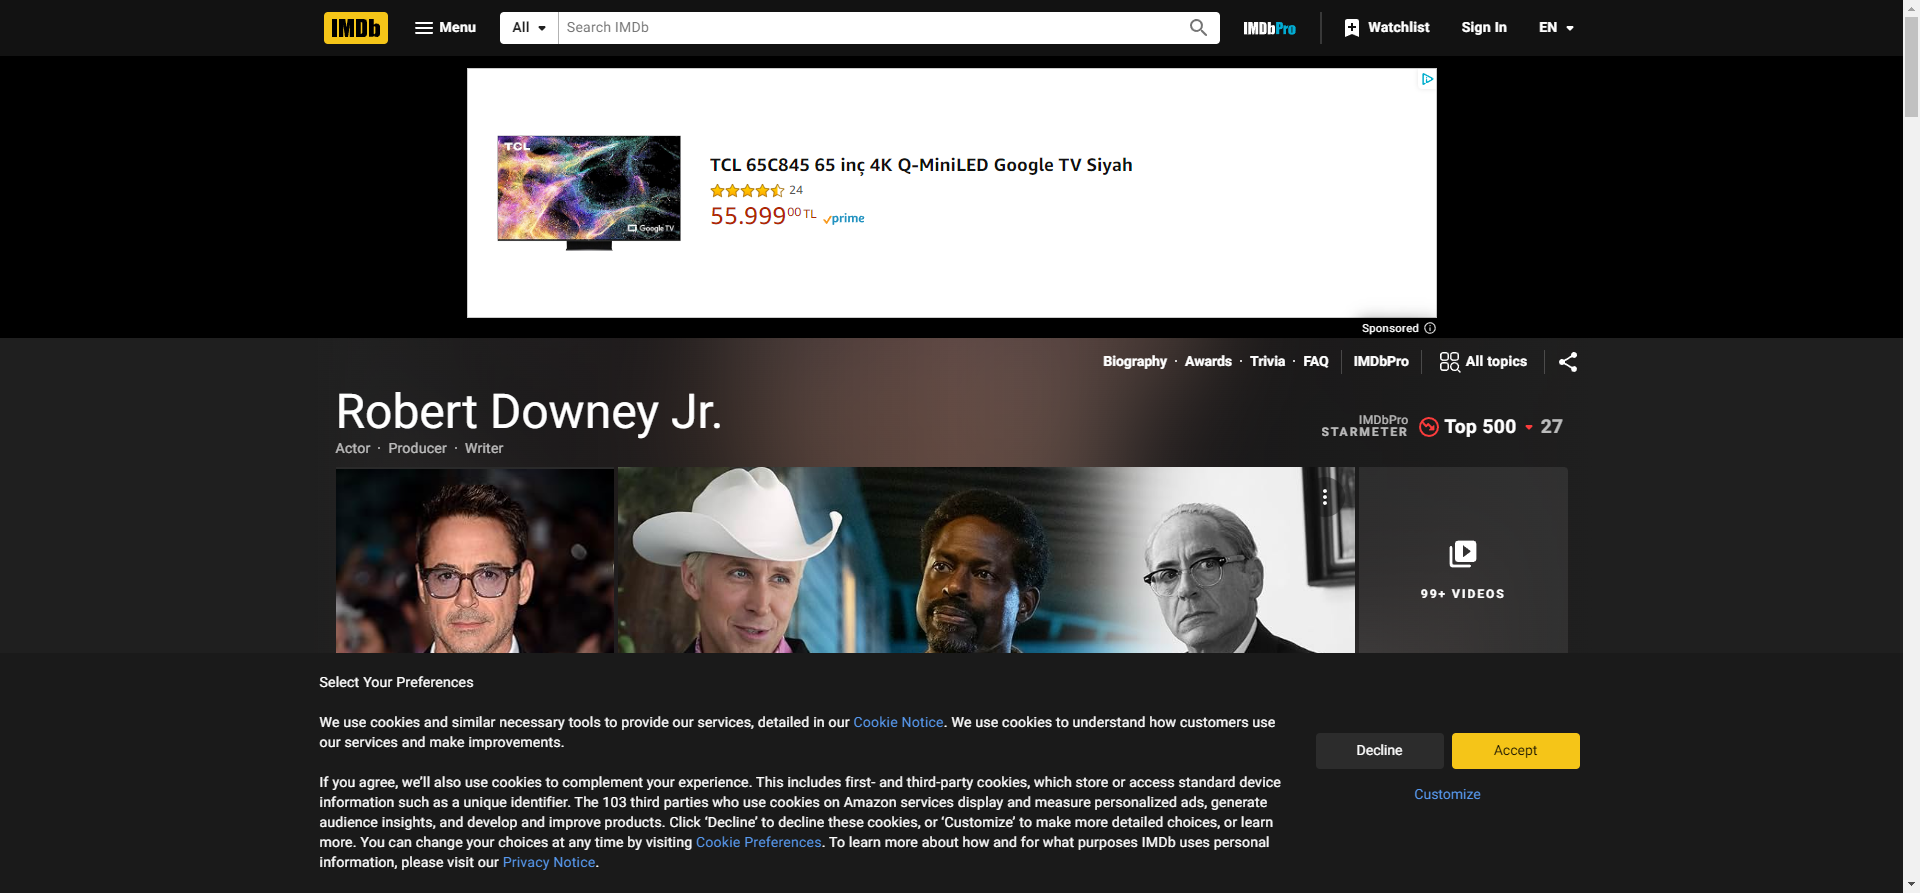 IMDb Menu All Search IMDb IMDbPro Watchlist Sign In EN
TCL
Google TV
TCL 65C845 65 inç 4K Q-MiniLED Google TV Siyah
24
55.999 00 TL prime
Sponsored
Biography · Awards · Trivia · FAQ IMDbPro All topics
Robert Downey Jr.
Actor · Producer · Writer
IMDbPro
STARMETER
Top 500 27
99+ VIDEOS
Select Your Preferences
We use cookies and similar necessary tools to provide our services, detailed in our Cookie Notice. We use cookies to understand how customers use
our services and make improvements.
If you agree, we’ll also use cookies to complement your experience. This includes first- and third-party cookies, which store or access standard device
information such as a unique identifier. The 103 third parties who use cookies on Amazon services display and measure personalized ads, generate
audience insights, and develop and improve products. Click ‘Decline’ to decline these cookies, or ‘Customize’ to make more detailed choices, or learn
more. You can change your choices at any time by visiting Cookie Preferences. To learn more about how and for what purposes IMDb uses personal
information, please visit our Privacy Notice.
Decline
Accept
Customize